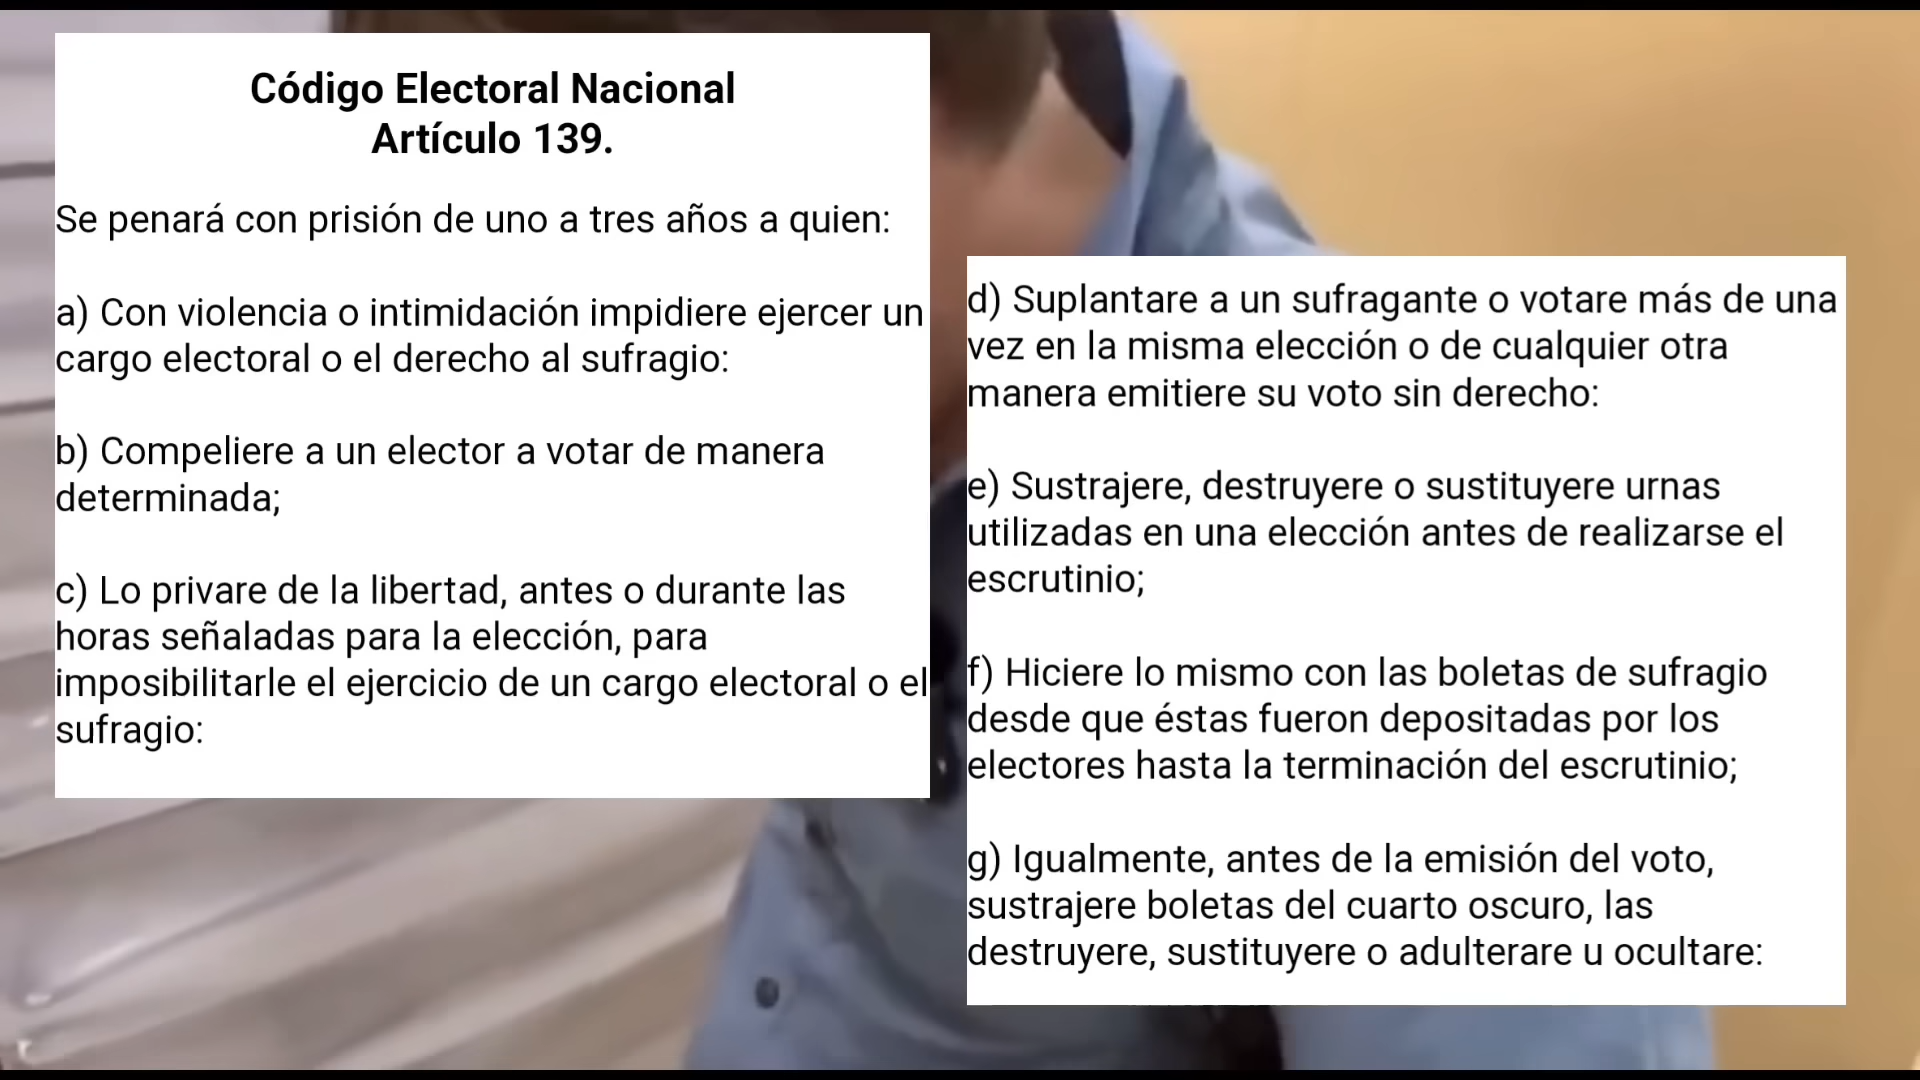 Código Electoral Nacional
Artículo 139.
Se penará con prisión de uno a tres años a quien:
a) Con violencia o intimidación impidiere ejercer un
cargo electoral o el derecho al sufragio:
b) Compeliere a un elector a votar de manera
determinada;
c) Lo privare de la libertad, antes o durante las
horas señaladas para la elección, para
imposibilitarle el ejercicio de un cargo electoral o el
sufragio:
d) Suplantare a un sufragante o votare más de una
vez en la misma elección o de cualquier otra
manera emitiere su voto sin derecho:
e) Sustrajere, destruyere o sustituyere urnas
utilizadas en una elección antes de realizarse el
escrutinio;
f) Hiciere lo mismo con las boletas de sufragio
desde que éstas fueron depositadas por los
electores hasta la terminación del escrutinio;
g) Igualmente, antes de la emisión del voto,
sustrajere boletas del cuarto oscuro, las
destruyere, sustituyere o adulterare u ocultare: